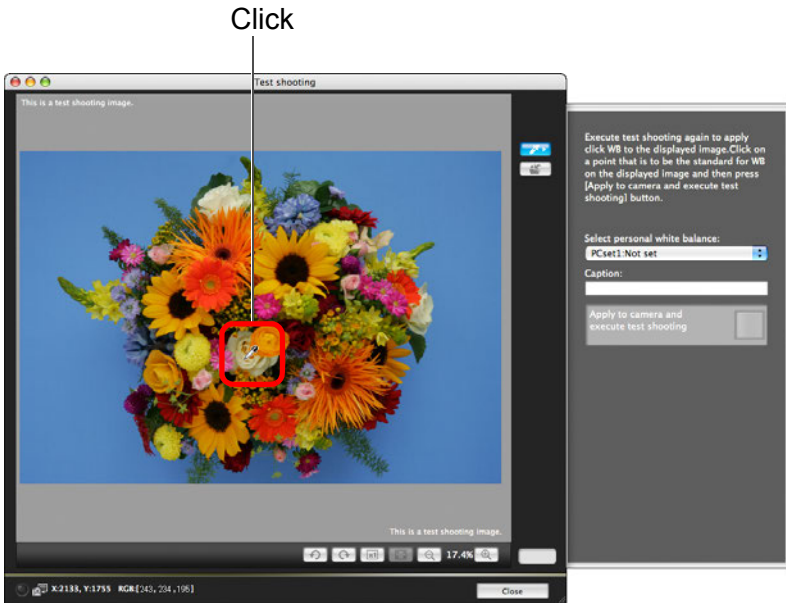 Click
Test shooting
This is a test shooting image.
Execute test shooting again to apply
click WB to the displayed image.Click on
a point that is to be the standard for WB
on the displayed image and then press
[Apply to camera and execute test
shooting] button.
Select personal white balance:
PCset1:Not set
Caption:
Apply to camera and
execute test shooting
This is a test shooting image.
17.4%
X:2133, Y:1755 RGB:[243, 234 ,195]
Close